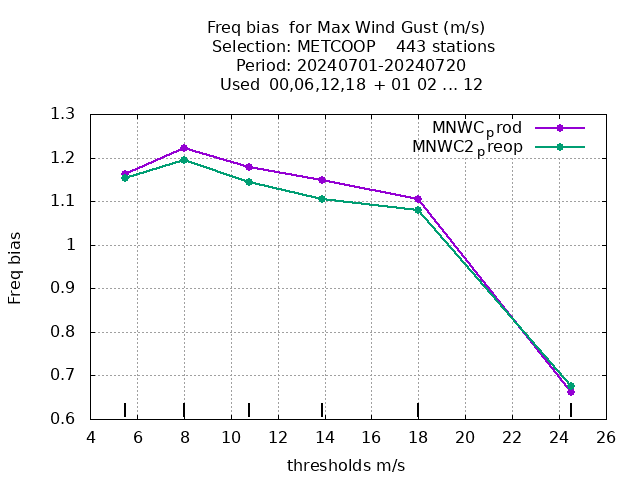 Freq bias  for Max Wind Gust (m/s)
Selection: METCOOP    443 stations
Period: 20240701-20240720
Used  00,06,12,18  + 01 02 ... 12
MNWCprod
MNWC2preop
1.3
1.2
1.1
1
0.9
0.8
0.7
0.6
Freq bias
4 6 8 10 12 14 16 18 20 22 24 26
thresholds m/s